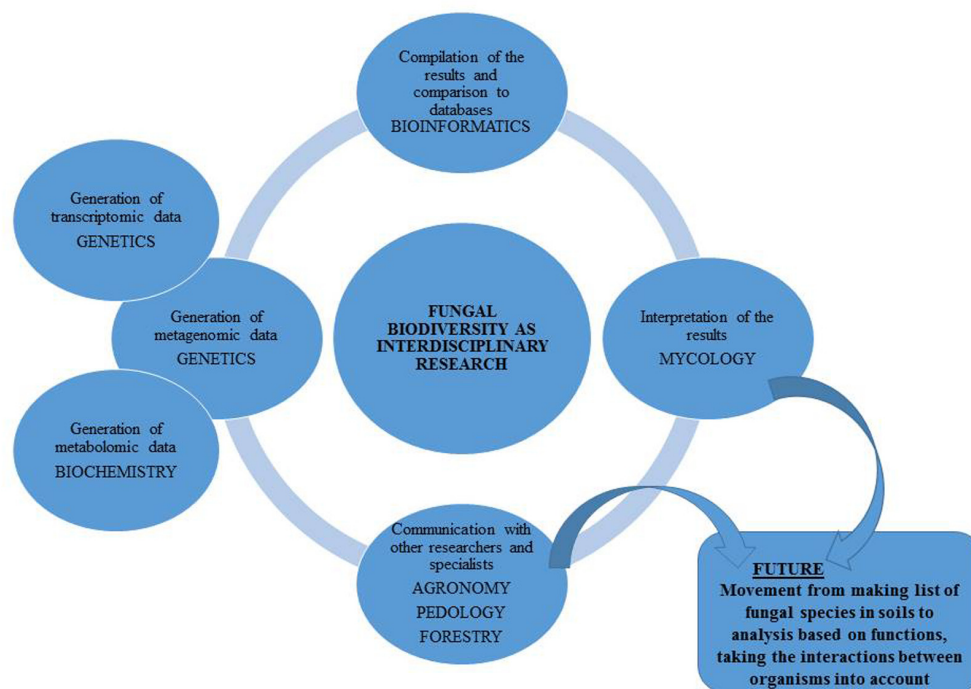 Compilation of the
results and
comparison to
databases
BIOINFORMATICS
Generation of
transcriptomic data
GENETICS
Generation of
metagenomic data
GENETICS
Generation of
metabolomic data
BIOCHEMISTRY
FUNGAL
BIODIVERSITY AS
INTERDISCIPLINARY
RESEARCH
Interpretation of the
results
MYCOLOGY
Communication with
other researchers and
specialists
AGRONOMY
PEDOLOGY
FORESTRY
FUTURE
Movement from making list of
fungal species in soils to
analysis based on functions,
taking the interactions between
organisms into account